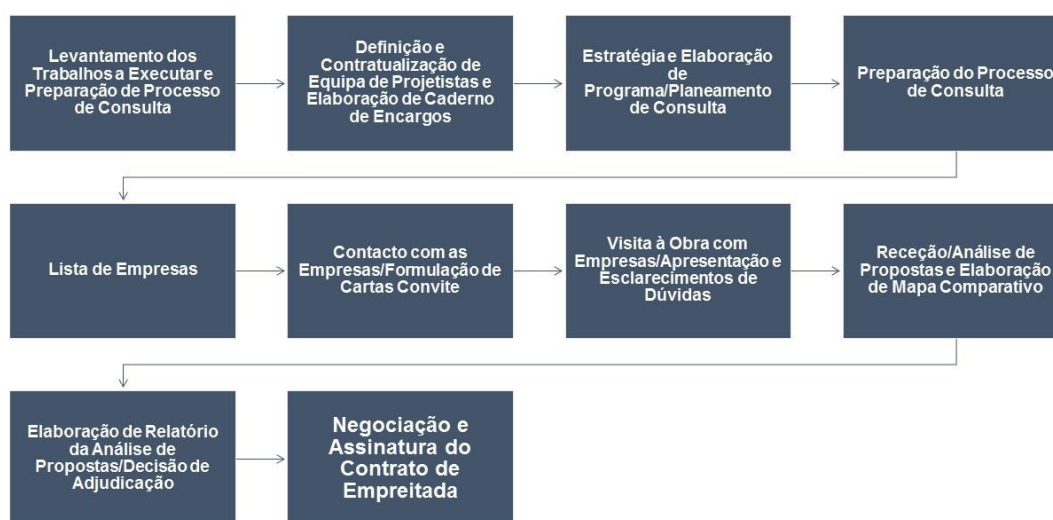 Levantamento dos
Trabalhos a Executar e
Preparação de Processo
de Consulta
Definição e
Contratualização de
Equipa de Projetistas e
Elaboração de Caderno
de Encargos
Estratégia e Elaboração
de
Programa/Planeamento
de Consulta
Preparação do Processo
de Consulta
Lista de Empresas
Contacto com as
Empresas/Formulação de
Cartas Convite
Visita à Obra com
Empresas/Apresentação e
Esclarecimentos de
Dúvidas
Receção/Análise de
Propostas e Elaboração
de Mapa Comparativo
Elaboração de Relatório
da Análise de
Propostas/Decisão de
Adjudicação
Negociação e
Assinatura do
Contrato de
Empreitada